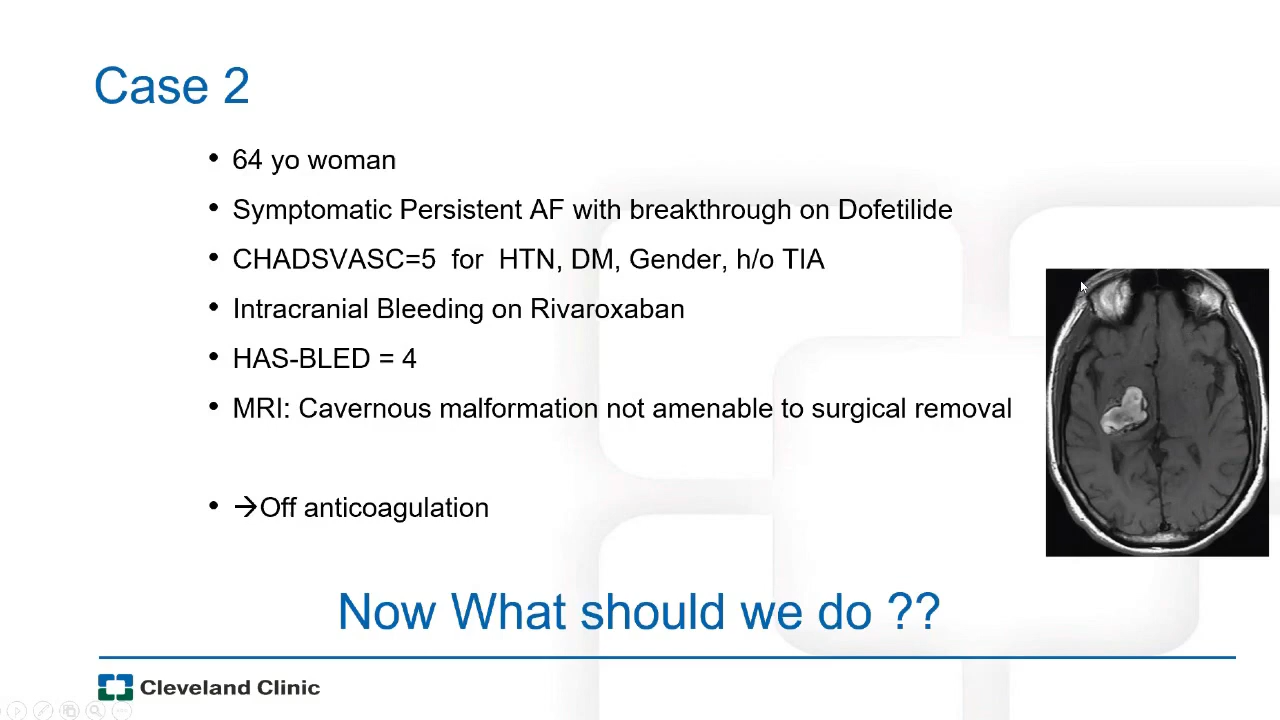 Case 2
• 64 yo woman
• Symptomatic Persistent AF with breakthrough on Dofetilide
• CHADSVASC=5 for HTN, DM, Gender, h/o TIA
• Intracranial Bleeding on Rivaroxaban
• HAS-BLED = 4
• MRI: Cavernous malformation not amenable to surgical removal
• →Off anticoagulation
Now What should we do ??
Cleveland Clinic